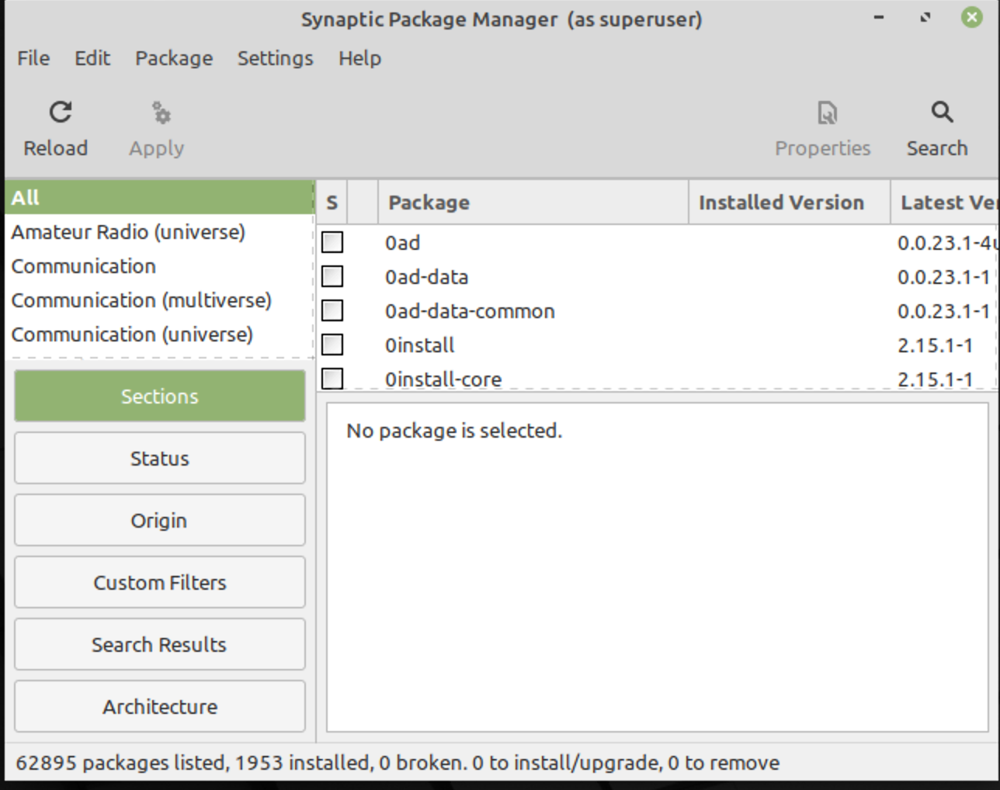 Synaptic Package Manager (as superuser)
File Edit Package Settings Help
Reload Apply Properties Search
All
Amateur Radio (universe)
Communication
Communication (multiverse)
Communication (universe)
Sections
Status
Origin
Custom Filters
Search Results
Architecture
S Package Installed Version Latest Ver
0ad 0.0.23.1-4u
0ad-data 0.0.23.1-1
0ad-data-common 0.0.23.1-1
0install 2.15.1-1
0install-core 2.15.1-1
No package is selected.
62895 packages listed, 1953 installed, 0 broken. 0 to install/upgrade, 0 to remove